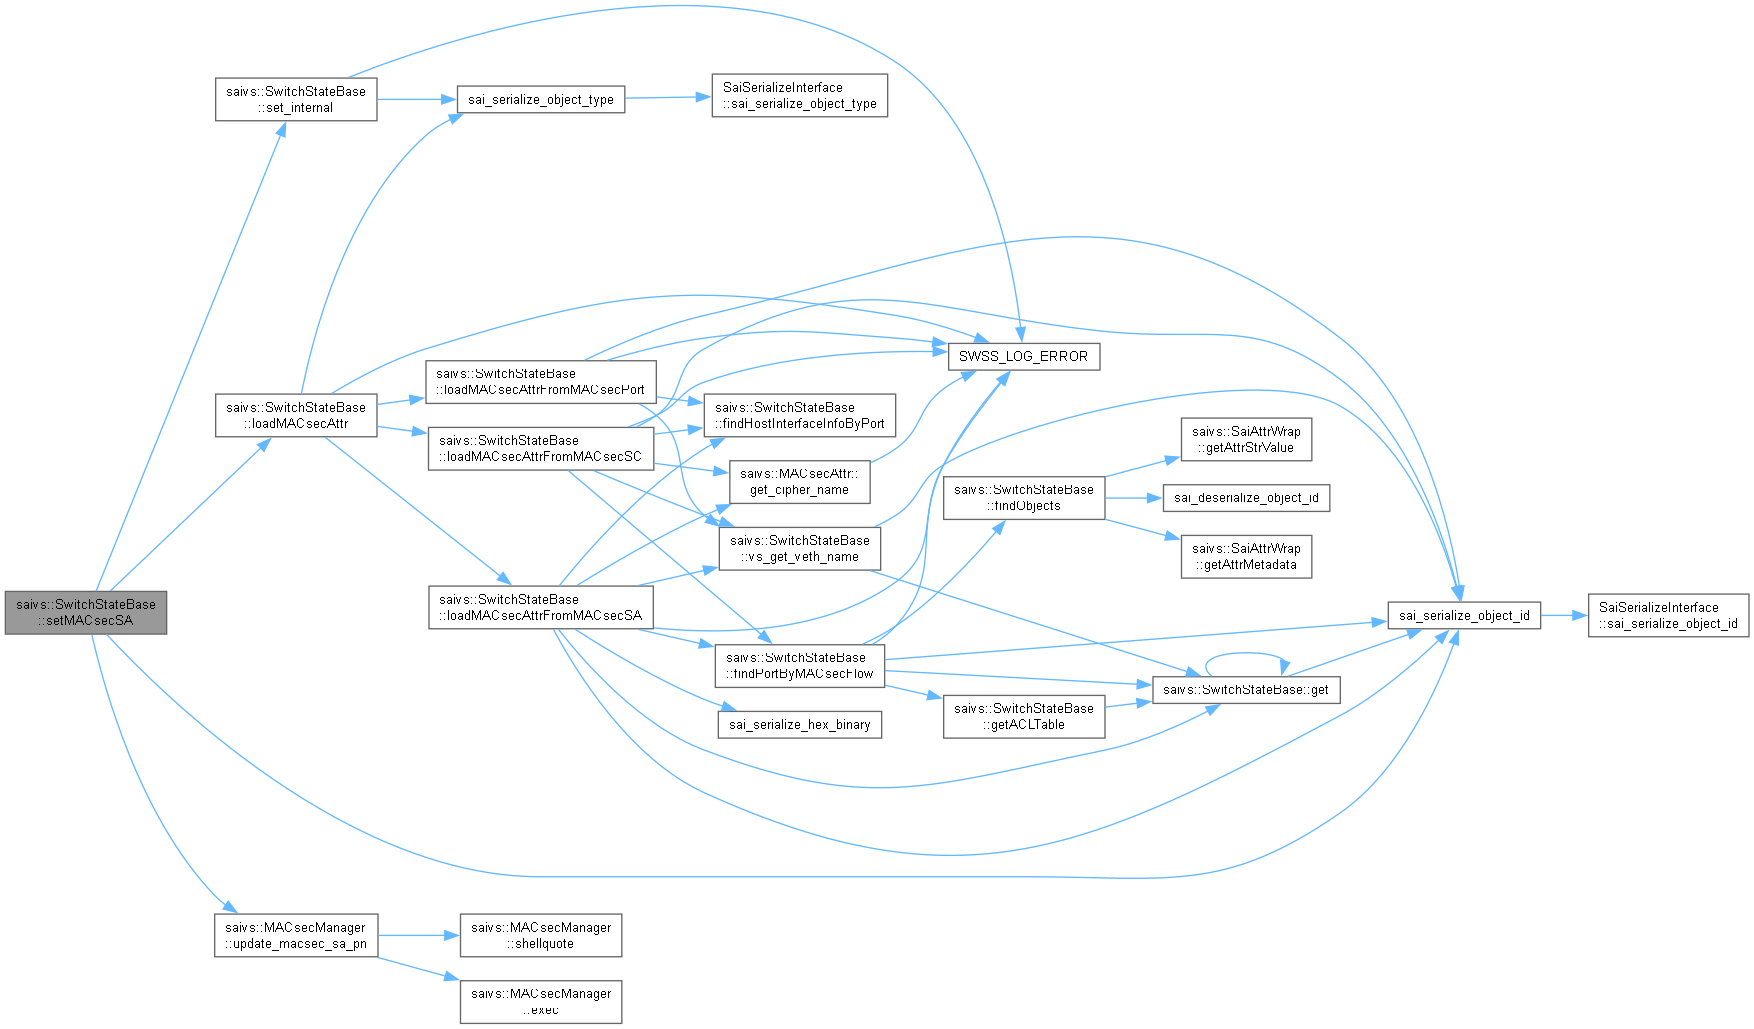 saivs::SwitchStateBase
::setMACsecSA
saivs::SwitchStateBase
::set_internal
sai_serialize_object_type
SaiSerializeInterface
::sai_serialize_object_type
SWSS_LOG_ERROR
saivs::SwitchStateBase
::loadMACsecAttr
saivs::SwitchStateBase
::loadMACsecAttrFromMACsecPort
saivs::SwitchStateBase
::findHostInterfaceInfoByPort
saivs::SwitchStateBase
::loadMACsecAttrFromMACsecSC
saivs::MACsecAttr::
get_cipher_name
saivs::SwitchStateBase
::vs_get_veth_name
saivs::SwitchStateBase
::loadMACsecAttrFromMACsecSA
saivs::SwitchStateBase
::findPortByMACsecFlow
sai_serialize_hex_binary
saivs::SwitchStateBase
::findObjects
saivs::SaiAttrWrap
::getAttrStrValue
sai_deserialize_object_id
saivs::SaiAttrWrap
::getAttrMetadata
saivs::SwitchStateBase::get
saivs::SwitchStateBase
::getACLTable
sai_serialize_object_id
SaiSerializeInterface
::sai_serialize_object_id
saivs::MACsecManager
::update_macsec_sa_pn
saivs::MACsecManager
::shellquote
saivs::MACsecManager
::exec